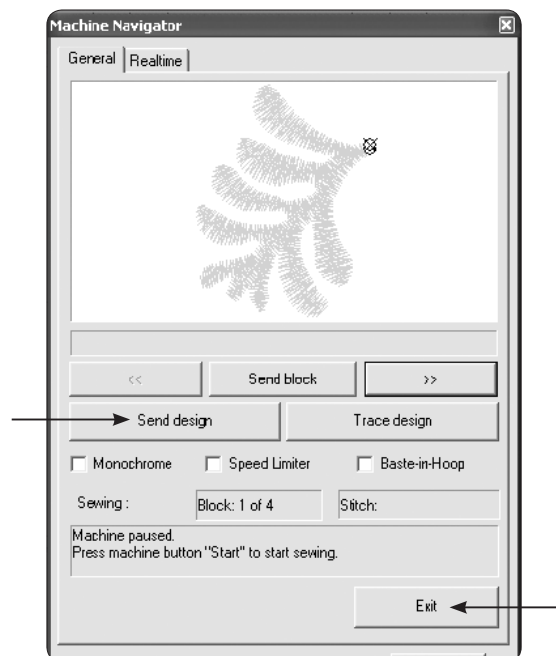 Machine Navigator
General Realtime
<< Send block >>
Send design Trace design
Monochrome Speed Limiter Baste-in-Hoop
Sewing : Block: 1 of 4 Stitch:
Machine paused.
Press machine button "Start" to start sewing.
Exit